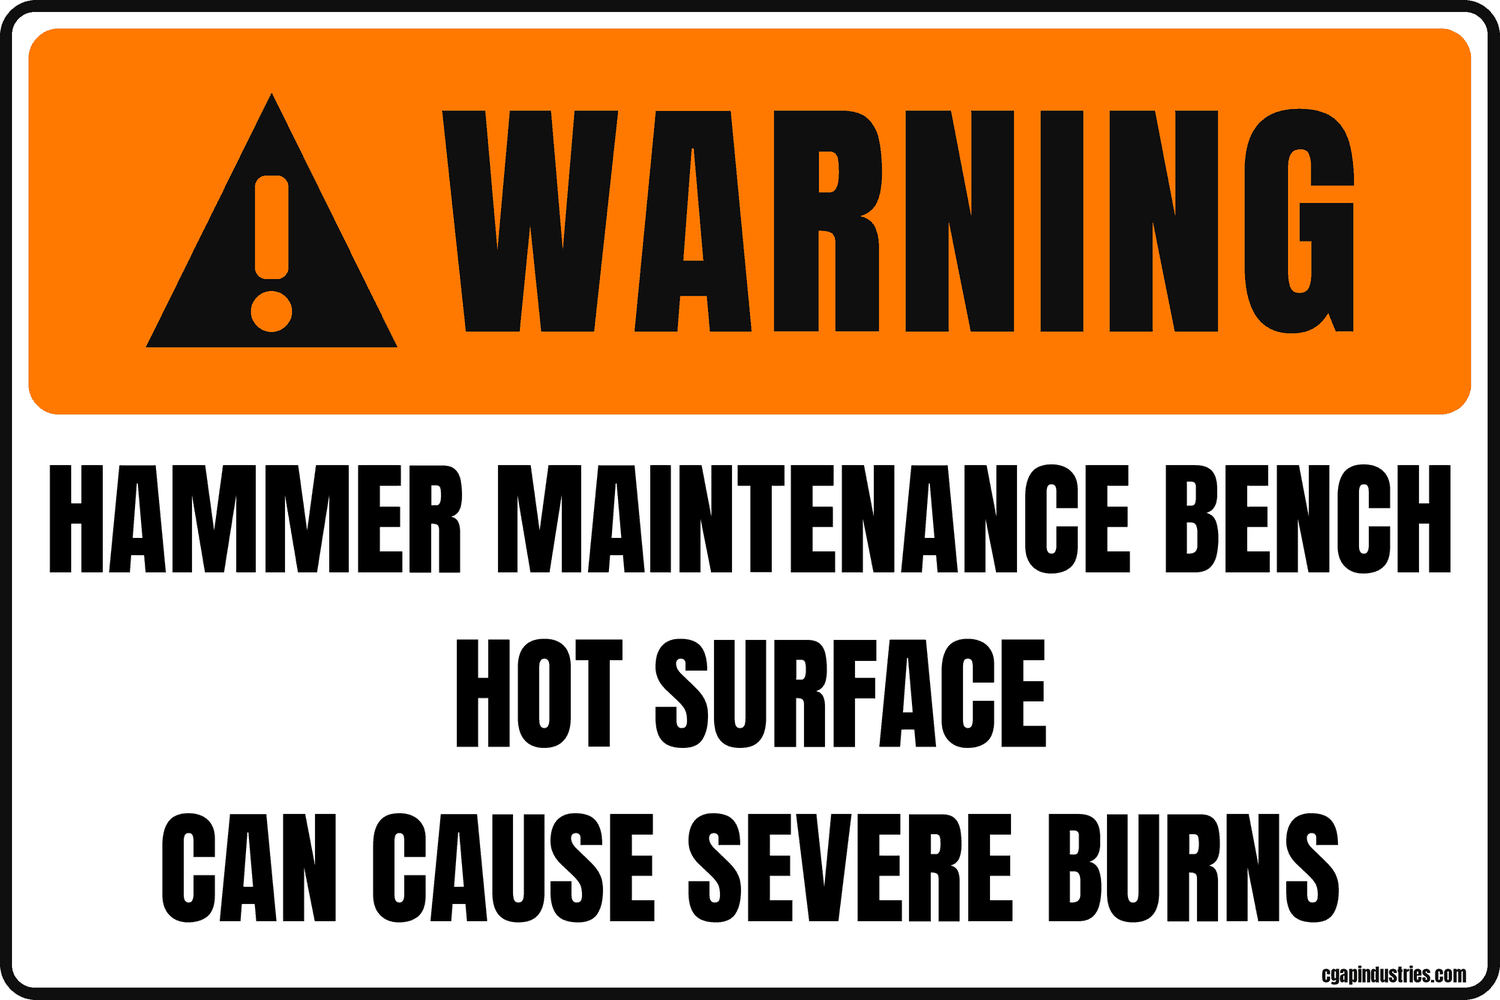 WARNING
HAMMER MAINTENANCE BENCH
HOT SURFACE
CAN CAUSE SEVERE BURNS
cgapindustries.com